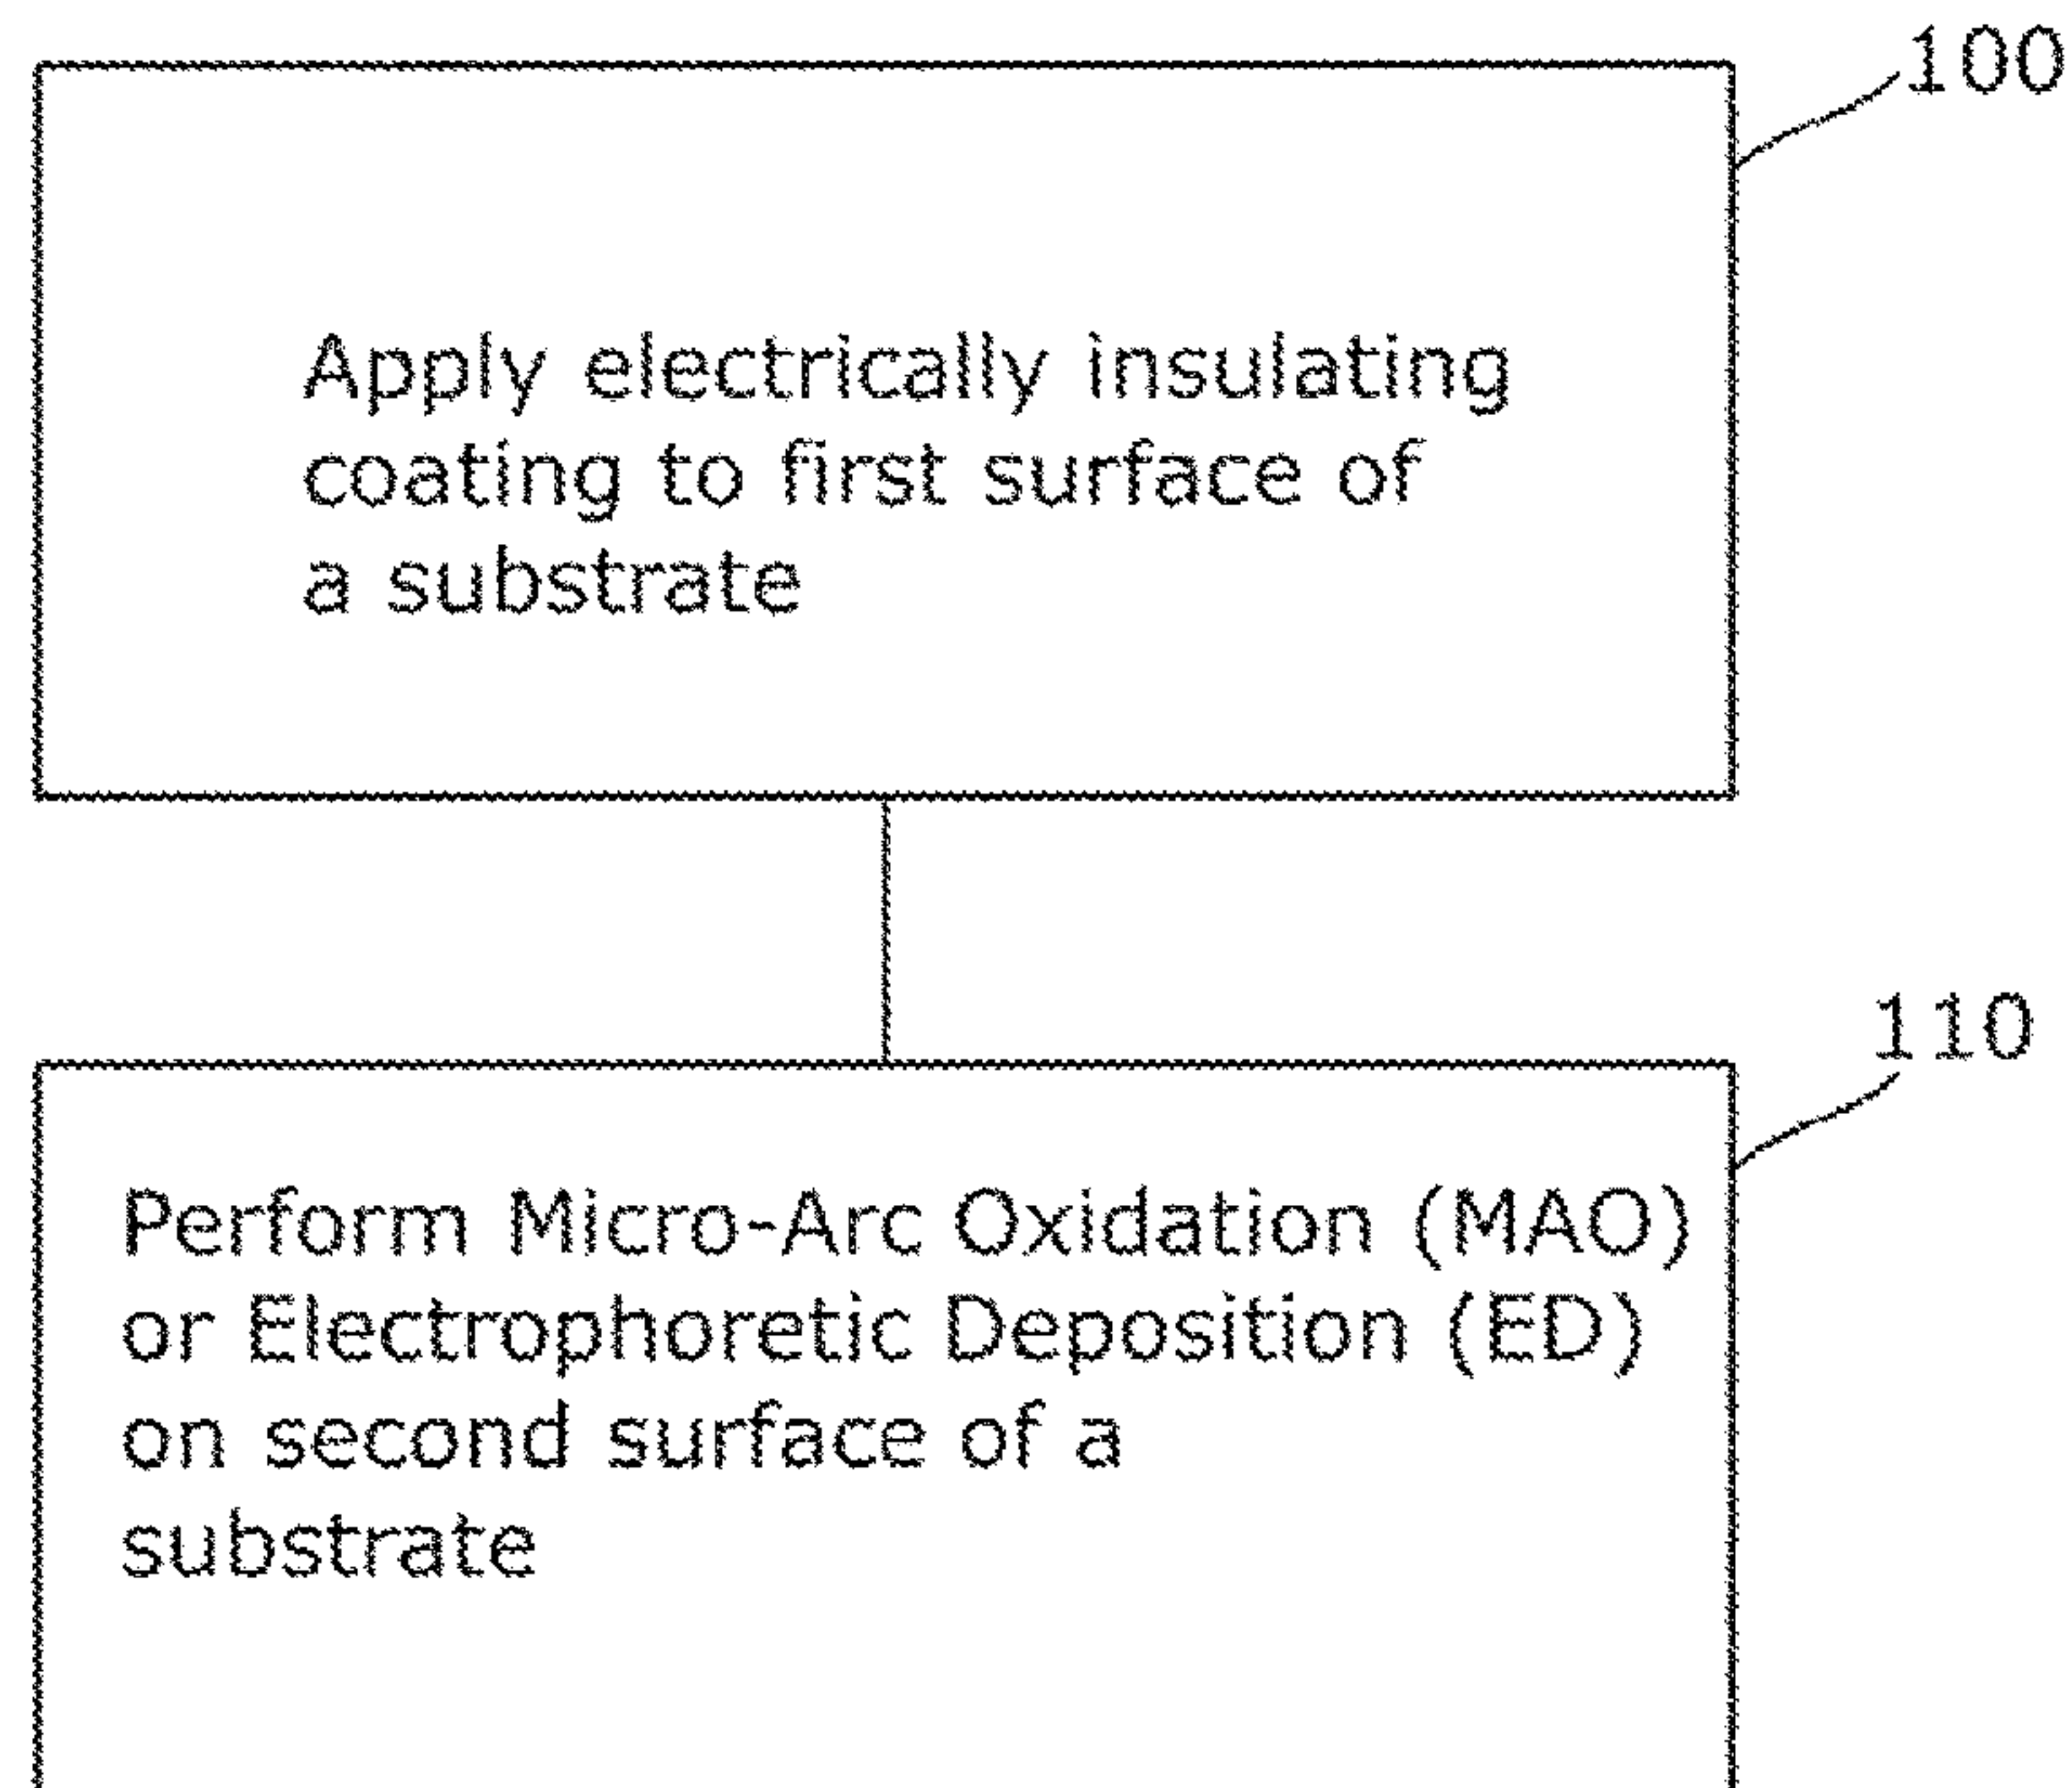 100
Apply electrically insulating
coating to first surface of
a substrate
110
Perform Micro-Arc Oxidation (MAO)
or Electrophoretic Deposition (ED)
on second surface of a
substrate